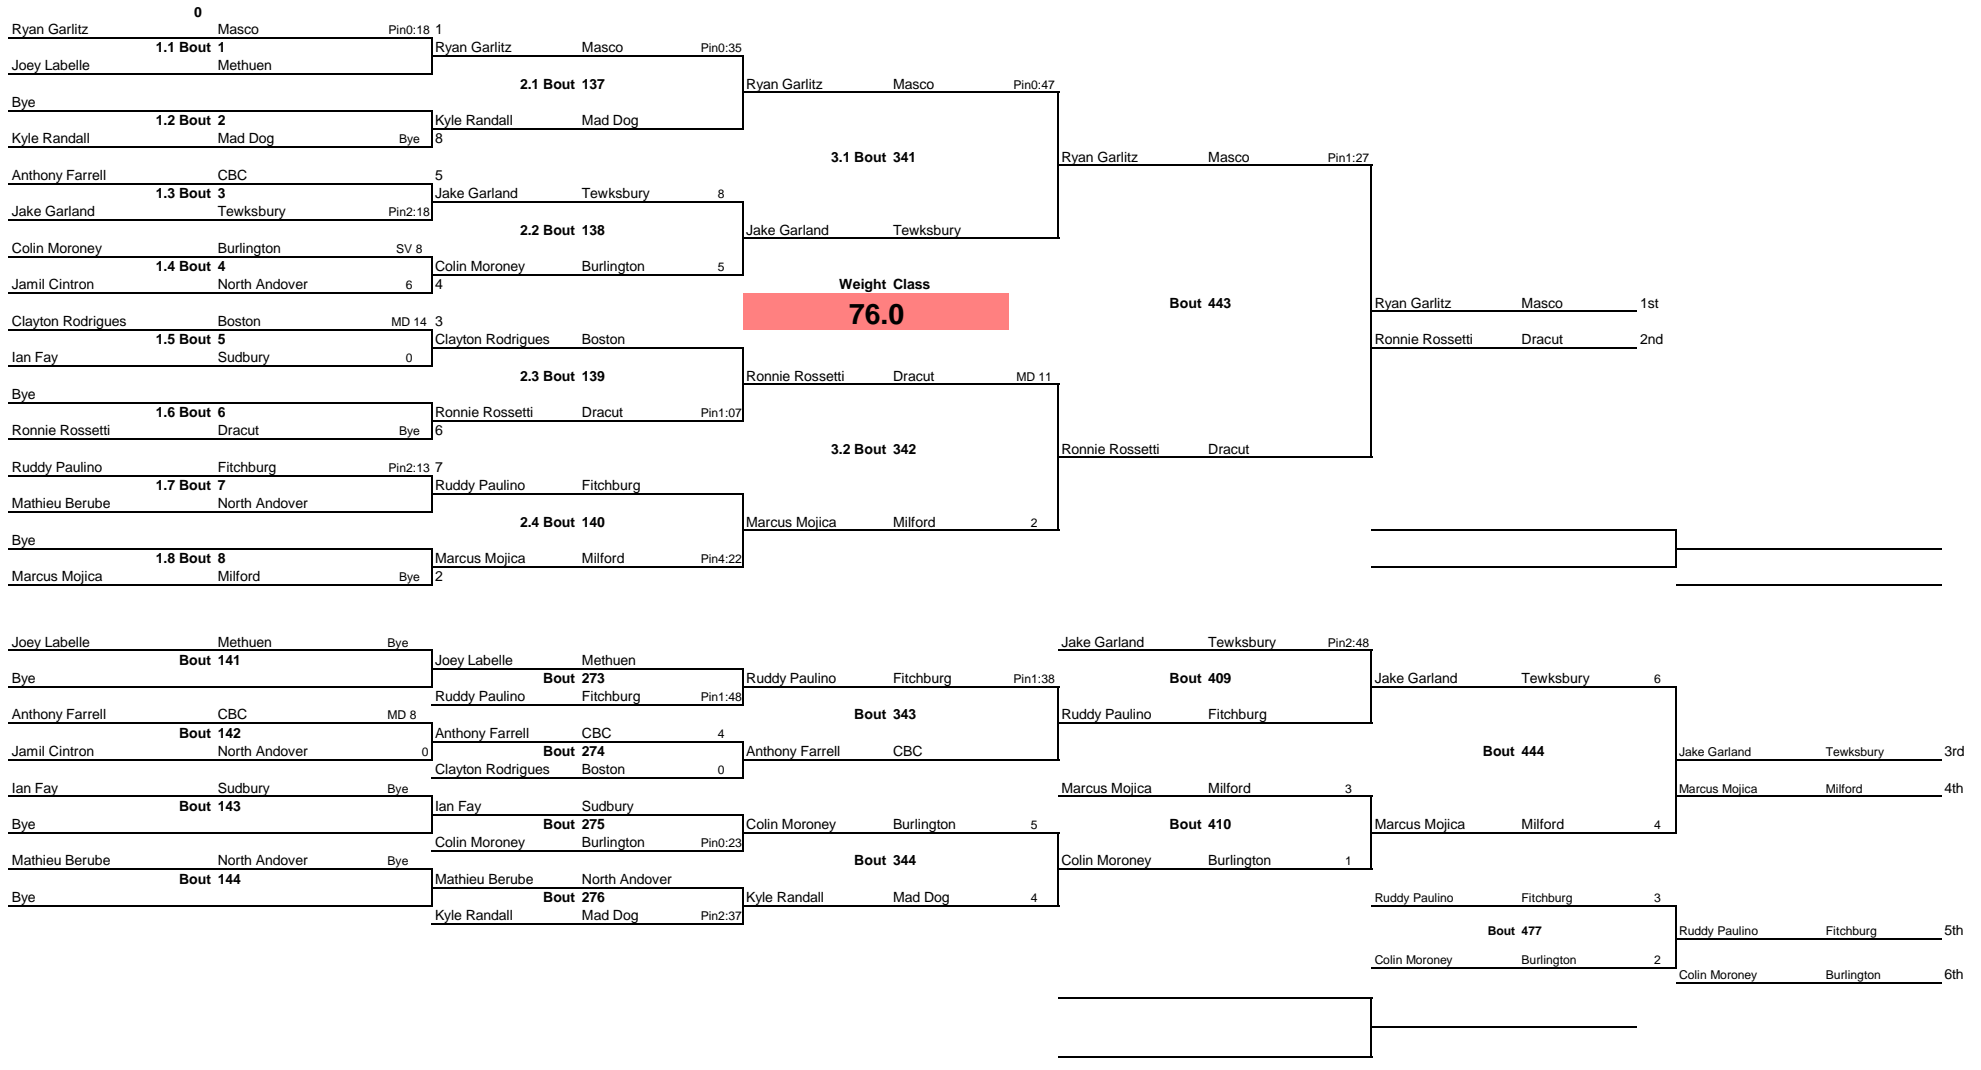 0
Ryan Garlitz Masco Pin0:18 1
1.1 Bout 1 Ryan Garlitz Masco Pin0:35
Joey Labelle Methuen
2.1 Bout 137 Ryan Garlitz Masco Pin0:47
Bye
1.2 Bout 2 Kyle Randall Mad Dog
Kyle Randall Mad Dog Bye 8
3.1 Bout 341 Ryan Garlitz Masco Pin1:27
Anthony Farrell CBC 5
1.3 Bout 3 Jake Garland Tewksbury 8
Jake Garland Tewksbury Pin2:18
2.2 Bout 138 Jake Garland Tewksbury
Colin Moroney Burlington SV 8
1.4 Bout 4 Colin Moroney Burlington 5
Jamil Cintron North Andover 6 4 Weight Class
Bout 443 Ryan Garlitz Masco 1st
76.0
Clayton Rodrigues Boston MD 14 3
1.5 Bout 5 Clayton Rodrigues Boston Ronnie Rossetti Dracut 2nd
Ian Fay Sudbury 0
2.3 Bout 139 Ronnie Rossetti Dracut MD 11
Bye
1.6 Bout 6 Ronnie Rossetti Dracut Pin1:07
Ronnie Rossetti Dracut Bye 6
3.2 Bout 342 Ronnie Rossetti Dracut
Ruddy Paulino Fitchburg Pin2:13 7
1.7 Bout 7 Ruddy Paulino Fitchburg
Mathieu Berube North Andover
2.4 Bout 140 Marcus Mojica Milford 2
Bye
1.8 Bout 8 Marcus Mojica Milford Pin4:22
Marcus Mojica Milford Bye 2
Joey Labelle Methuen Bye Jake Garland Tewksbury Pin2:48
Bout 141 Joey Labelle Methuen
Bye Bout 273 Ruddy Paulino Fitchburg Pin1:38 Bout 409 Jake Garland Tewksbury 6
Ruddy Paulino Fitchburg Pin1:48
Anthony Farrell CBC MD 8 Bout 343 Ruddy Paulino Fitchburg
Bout 142 Anthony Farrell CBC 4
Jamil Cintron North Andover 0 Bout 274 Anthony Farrell CBC Bout 444 Jake Garland Tewksbury 3rd
Clayton Rodrigues Boston 0
Ian Fay Sudbury Bye Marcus Mojica Milford 3 Marcus Mojica Milford 4th
Bout 143 Ian Fay Sudbury
Bye Bout 275 Colin Moroney Burlington 5 Bout 410 Marcus Mojica Milford 4
Colin Moroney Burlington Pin0:23
Mathieu Berube North Andover Bye Bout 344 Colin Moroney Burlington 1
Bout 144 Mathieu Berube North Andover
Bye Bout 276 Kyle Randall Mad Dog 4 Ruddy Paulino Fitchburg 3
Kyle Randall Mad Dog Pin2:37
Bout 477 Ruddy Paulino Fitchburg 5th
Colin Moroney Burlington 2
Colin Moroney Burlington 6th